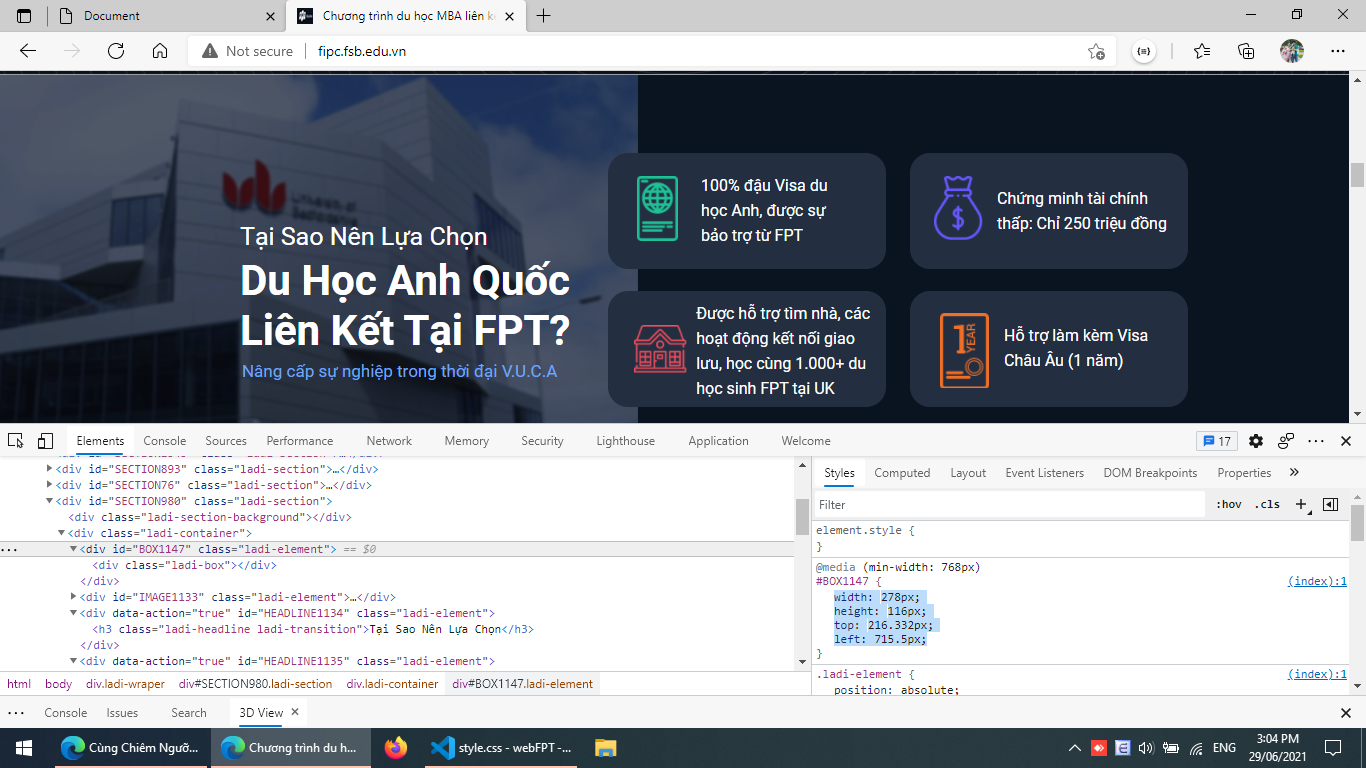 Document
Chương trình du học MBA liên k
Not secure
fipc.fsb.edu.vn
Tại Sao Nên Lựa Chọn
Du Học Anh Quốc
Liên Kết Tại FPT?
Nâng cấp sự nghiệp trong thời đại V.U.C.A
100% đậu Visa du
học Anh, được sự
bảo trợ từ FPT
Chứng minh tài chính
thấp: Chỉ 250 triệu đồng
Được hỗ trợ tìm nhà, các
hoạt động kết nối giao
lưu, học cùng 1.000+ du
học sinh FPT tại UK
1
YEAR
Hỗ trợ làm kèm Visa
Châu Âu (1 năm)
Elements Console Sources Performance Network Memory Security Lighthouse Application Welcome 17
<div id="SECTION893" class="ladi-section">…</div>
<div id="SECTION76" class="ladi-section">…</div>
<div id="SECTION980" class="ladi-section">
<div class="ladi-section-background"></div>
<div class="ladi-container">
<div id="BOX1147" class="ladi-element"> == $0
<div class="ladi-box"></div>
</div>
<div id="IMAGE1133" class="ladi-element">…</div>
<div data-action="true" id="HEADLINE1134" class="ladi-element">
<h3 class="ladi-headline ladi-transition">Tại Sao Nên Lựa Chọn</h3>
</div>
<div data-action="true" id="HEADLINE1135" class="ladi-element">
html body div.ladi-wraper div#SECTION980.ladi-section div.ladi-container div#BOX1147.ladi-element
Styles Computed Layout Event Listeners DOM Breakpoints Properties
Filter :hov .cls +
element.style {
}
@media (min-width: 768px)
#BOX1147 { (index):1
width: 278px;
height: 116px;
top: 216.332px;
left: 715.5px;
}
.ladi-element { (index):1
position: absolute;
Console Issues Search 3D View
Cùng Chiêm Ngưỡ...
Chương trình du h...
style.css - webFPT -...
ENG
3:04 PM
29/06/2021